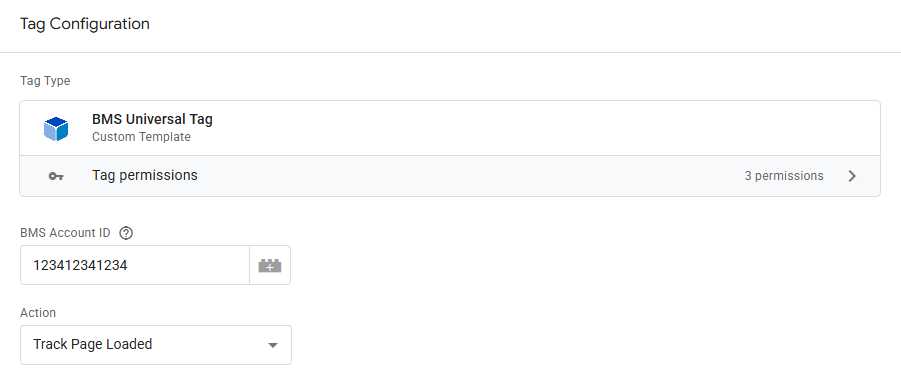 Tag Configuration
Tag Type
BMS Universal Tag
Custom Template
Tag permissions 3 permissions
BMS Account ID
123412341234
Action
Track Page Loaded